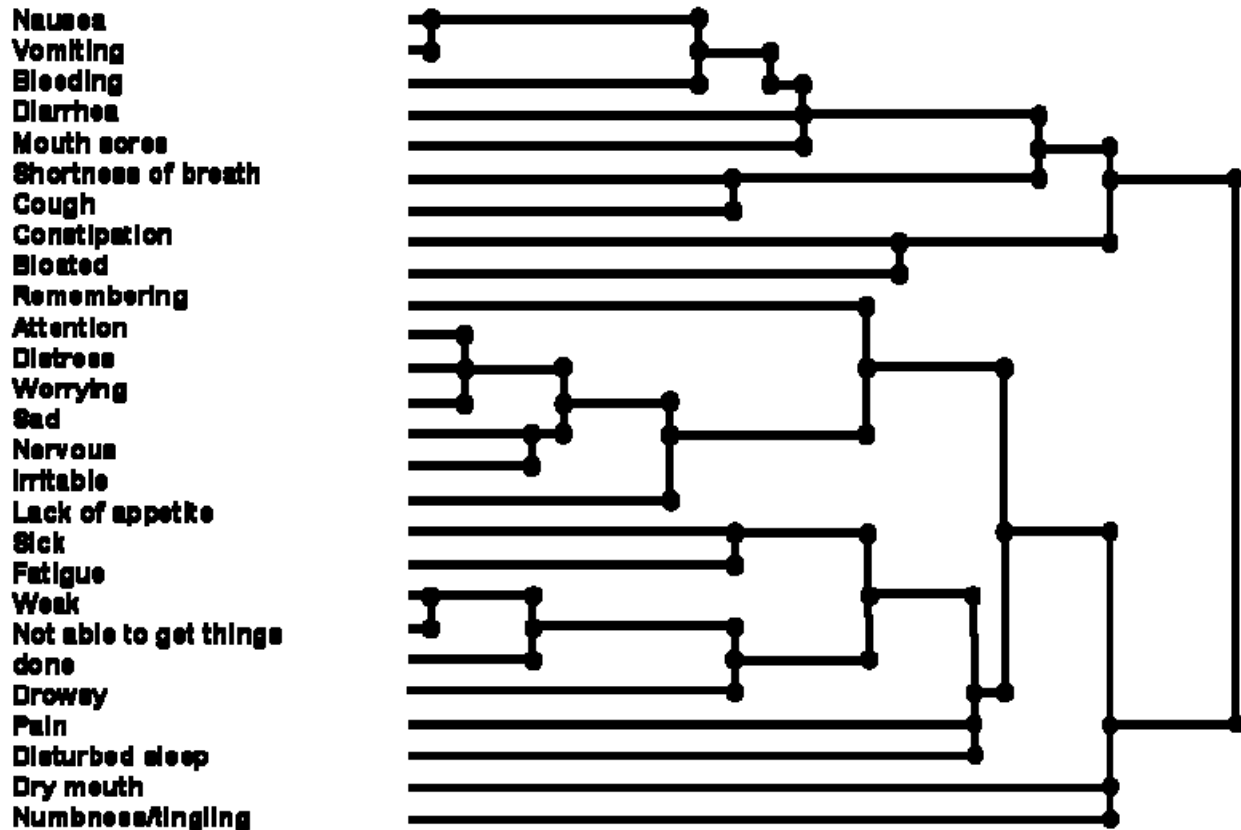 Nausea
Vomiting
Bleeding
Diarrhea
Mouth sores
Shortness of breath
Cough
Constipation
Bloated
Remembering
Attention
Distress
Worrying
Sad
Nervous
Irritable
Lack of appetite
Sick
Fatigue
Weak
Not able to get things
done
Drowsy
Pain
Disturbed sleep
Dry mouth
Numbness/tingling